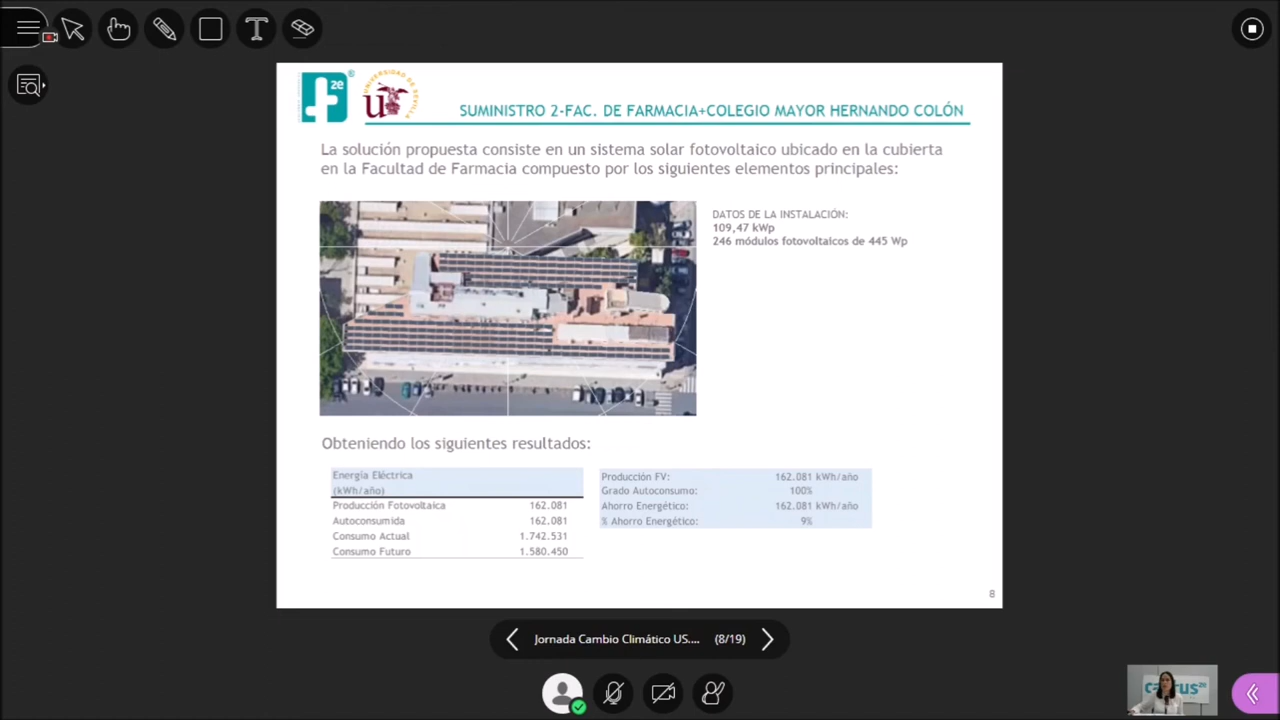 2e
UNIVERSIDAD DE SEVILLA
SUMINISTRO 2-FAC. DE FARMACIA+COLEGIO MAYOR HERNANDO COLÓN
La solución propuesta consiste en un sistema solar fotovoltaico ubicado en la cubierta
en la Facultad de Farmacia compuesto por los siguientes elementos principales:
DATOS DE LA INSTALACIÓN:
109,47 kWp
246 módulos fotovoltaicos de 445 Wp
Obteniendo los siguientes resultados:
Energía Eléctrica
(kWh/año)
Producción Fotovoltaica 162.081
Autoconsumida 162.081
Consumo Actual 1.742.531
Consumo Futuro 1.580.450
Producción FV: 162.081 kWh/año
Grado Autoconsumo: 100%
Ahorro Energético: 162.081 kWh/año
% Ahorro Energético: 9%
8
Jornada Cambio Climático US.... (8/19)